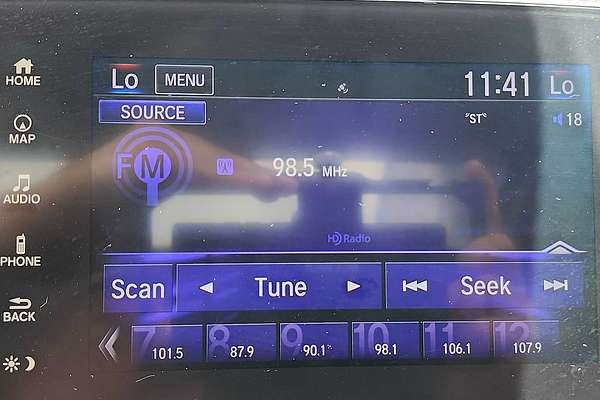 HOME
MAP
AUDIO
PHONE
BACK
Lo MENU 11:41 Lo
SOURCE "ST" 18
FM 98.5 MHz
HD Radio
Scan Tune Seek
7 8 9 10 11 12
101.5 87.9 90.1 98.1 106.1 107.9